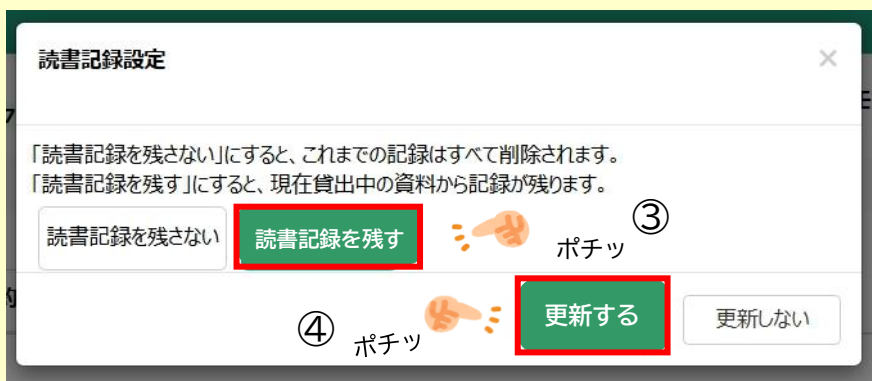 読書記録設定
×
「読書記録を残さない」にすると、これまでの記録はすべて削除されます。
「読書記録を残す」にすると、現在貸出中の資料から記録が残ります。
読書記録を残さない
読書記録を残す
ポチッ
③
④
ポチッ
更新する
更新しない